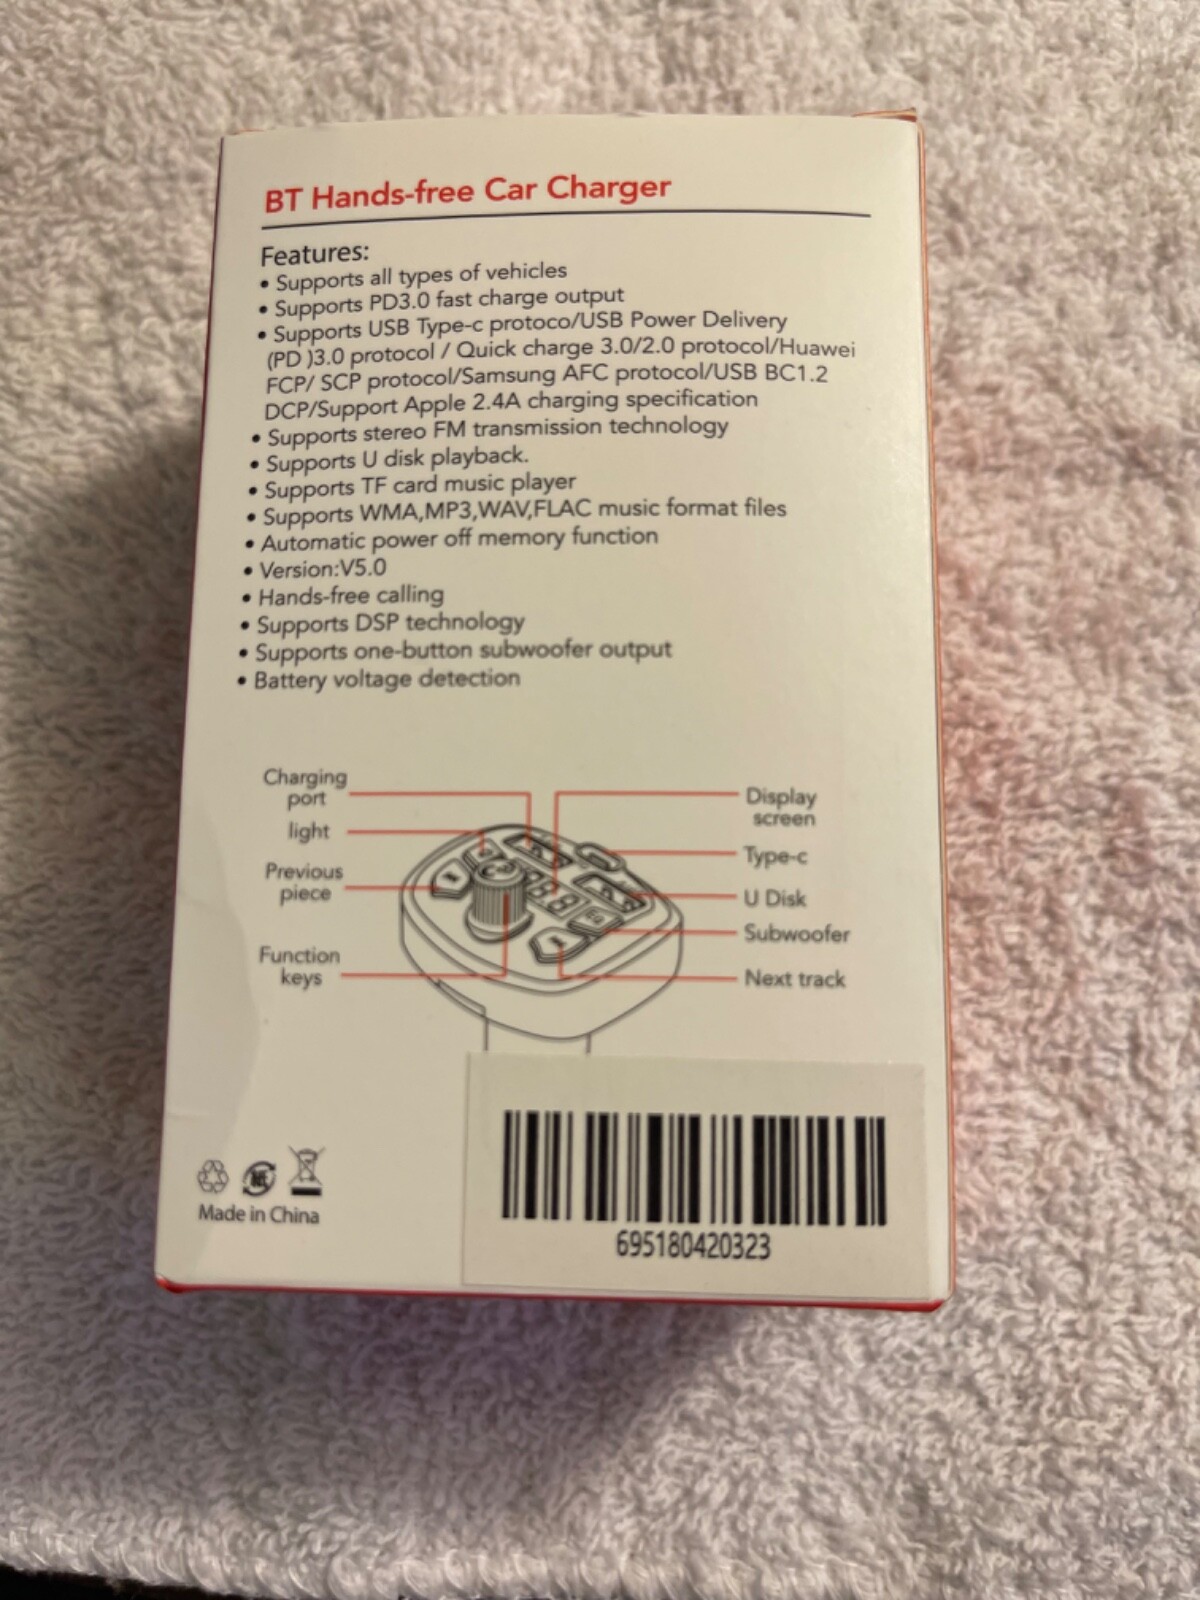 BT Hands-free Car Charger
Features:
• Supports all types of vehicles
• Supports PD3.0 fast charge output
• Supports USB Type-c protoco/USB Power Delivery
(PD )3.0 protocol / Quick charge 3.0/2.0 protocol/Huawei
FCP/ SCP protocol/Samsung AFC protocol/USB BC1.2
DCP/Support Apple 2.4A charging specification
• Supports stereo FM transmission technology
• Supports U disk playback.
• Supports TF card music player
• Supports WMA,MP3,WAV,FLAC music format files
• Automatic power off memory function
• Version:V5.0
• Hands-free calling
• Supports DSP technology
• Supports one-button subwoofer output
• Battery voltage detection
Charging
port
light
Previous
piece
Function
keys
Display
screen
Type-c
U Disk
Subwoofer
Next track
Made in China
695180420323